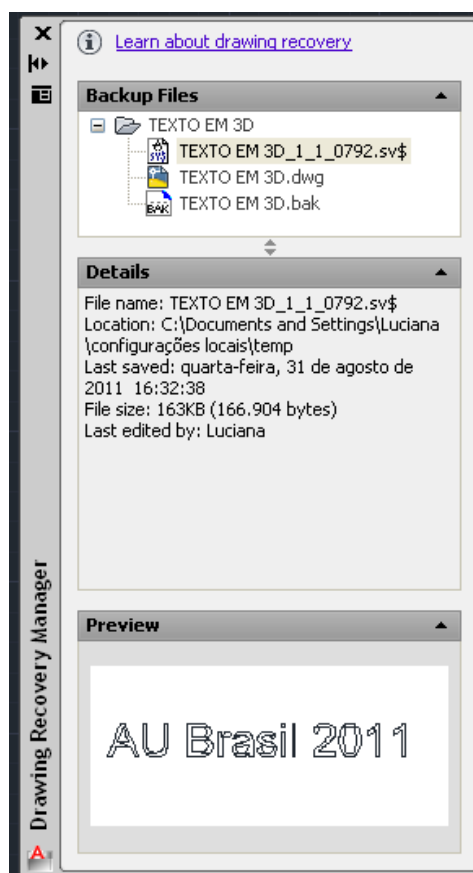 Learn about drawing recovery
Backup Files
TEXTO EM 3D
TEXTO EM 3D_1_1_0792.sv$
TEXTO EM 3D.dwg
BAK TEXTO EM 3D.bak
Details
File name: TEXTO EM 3D_1_1_0792.sv$
Location: C:\Documents and Settings\Luciana
\configurações locais\temp
Last saved: quarta-feira, 31 de agosto de
2011 16:32:38
File size: 163KB (166.904 bytes)
Last edited by: Luciana
Preview
AU Brasil 2011
Drawing Recovery Manager